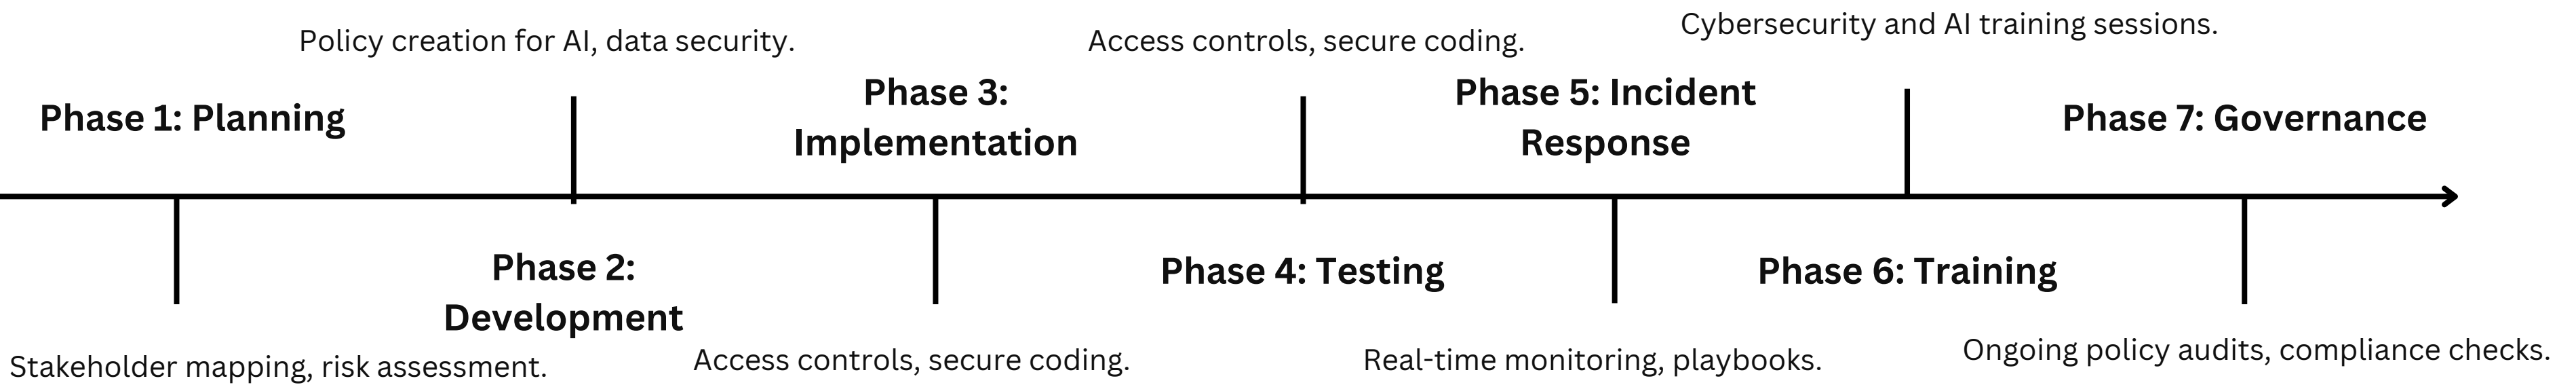 Policy creation for AI, data security.
Access controls, secure coding.
Cybersecurity and AI training sessions.
Phase 1: Planning
Phase 3:
Implementation
Phase 5: Incident
Response
Phase 7: Governance
Phase 2:
Development
Phase 4: Testing
Phase 6: Training
Stakeholder mapping, risk assessment.
Access controls, secure coding.
Real-time monitoring, playbooks.
Ongoing policy audits, compliance checks.